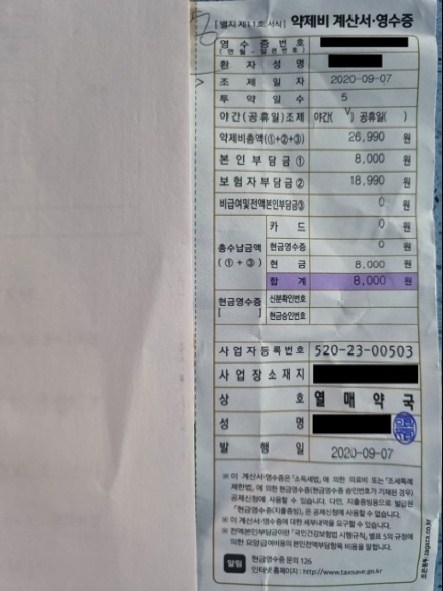 [별지 제11호 서식] 약제비 계산서·영수증
영수증번호
(연월-일련번호)
환자성명
조제일자 2020-09-07
투약일수 5
야간(공휴일)조제 야간( V ) 공휴일( )
약제비총액(①+②+③) 26,990 원
본인부담금① 8,000 원
보험자부담금② 18,990 원
비급여및전액본인부담금③ 0 원
총수납금액 (①+③)
카드 0 원
현금영수증 0 원
현금 8,000 원
합계 8,000 원
현금영수증 [ ]
신분확인번호
현금승인번호
사업자등록번호 520-23-00503
사업장소재지
상호 열매약국
성명
발행일 2020-09-07
※ 이 계산서·영수증은 「소득세법」에 의한 의료비 또는 「조세특례
제한법」에 의한 현금영수증(현금영수증 승인번호가 기재된 경우)
공제신청에 사용할 수 있습니다. 다만, 지출증빙용으로 발급된
「현금영수증(지출증빙)」은 공제신청에 사용할 수 없습니다.
※ 이 계산서·영수증에 대한 세부내역을 요구할 수 있습니다.
※ 전액본인부담금이란 「국민건강보험법 시행규칙」 별표 5의 규정에
의한 요양급여비용의 본인전액부담항목 비용을 말합니다.
알림 현금영수증 문의 126
인터넷 홈페이지 : http://www.taxsave.go.kr